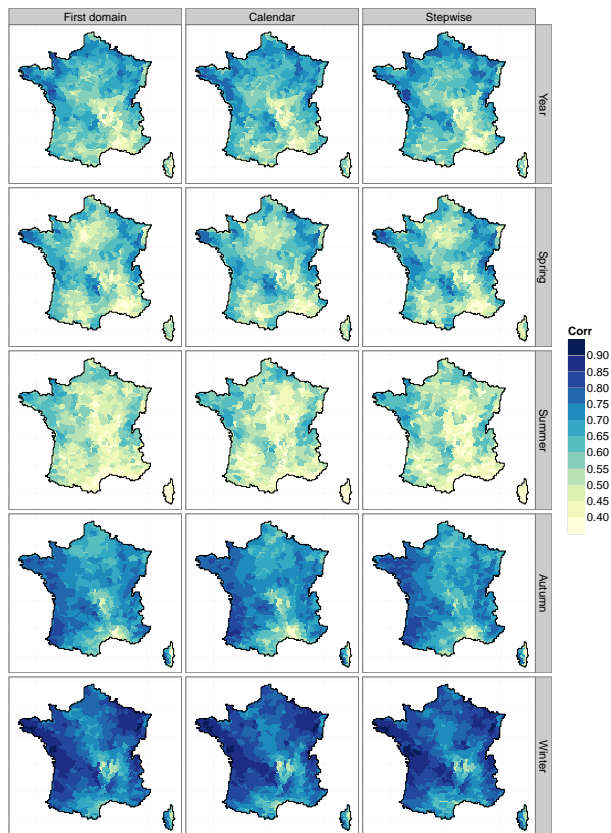 First domain
Calendar
Stepwise
Year
Spring
Summer
Autumn
Winter
Corr
0.90
0.85
0.80
0.75
0.70
0.65
0.60
0.55
0.50
0.45
0.40